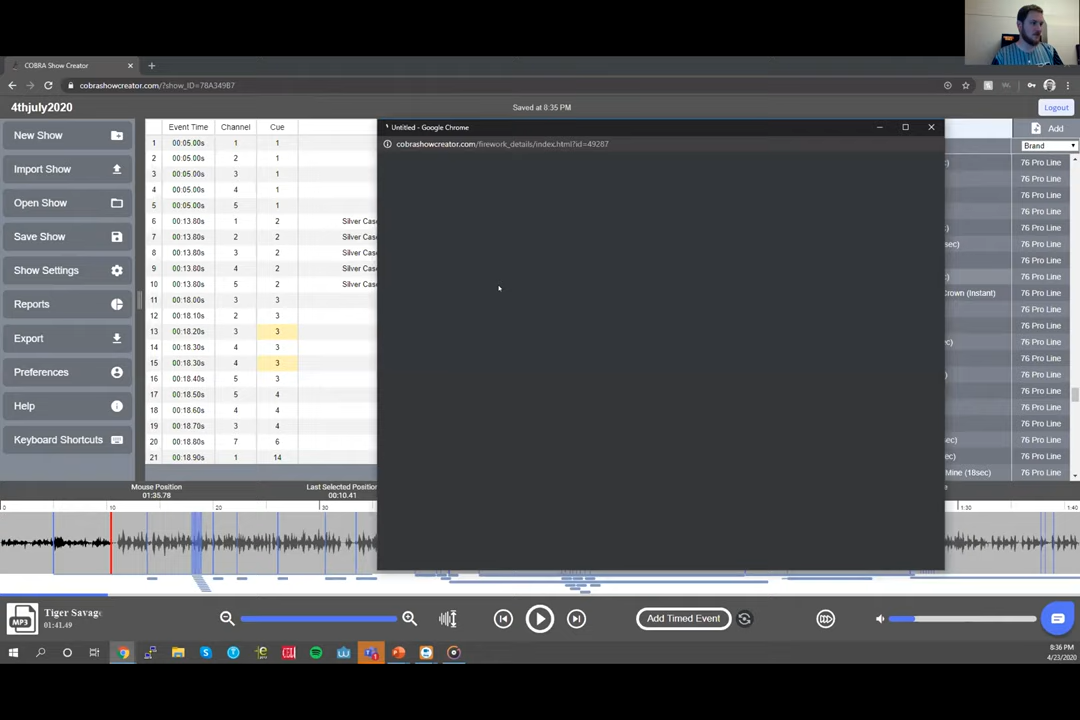 COBRA Show Creator
cobrashowcreator.com/?show_ID=78A349B7
4thjuly2020
Saved at 8:35 PM
Logout
New Show
Import Show
Open Show
Save Show
Show Settings
Reports
Export
Preferences
Help
Keyboard Shortcuts
Event Time Channel Cue
1 00:05.00s 1 1
2 00:05.00s 2 1
3 00:05.00s 3 1
4 00:05.00s 4 1
5 00:05.00s 5 1
6 00:13.80s 1 2 Silver Cas
7 00:13.80s 2 2 Silver Cas
8 00:13.80s 3 2 Silver Cas
9 00:13.80s 4 2 Silver Cas
10 00:13.80s 5 2 Silver Cas
11 00:18.00s 3 3
12 00:18.10s 2 3
13 00:18.20s 3 3
14 00:18.30s 4 3
15 00:18.30s 4 3
16 00:18.40s 5 3
17 00:18.50s 5 4
18 00:18.60s 4 4
19 00:18.70s 3 4
20 00:18.80s 7 6
21 00:18.90s 1 14
Untitled - Google Chrome
cobrashowcreator.com/firework_details/index.html?id=49287
Add
Brand
76 Pro Line
76 Pro Line
76 Pro Line
76 Pro Line
76 Pro Line
sec) 76 Pro Line
76 Pro Line
76 Pro Line
Crown (Instant) 76 Pro Line
76 Pro Line
76 Pro Line
76 Pro Line
76 Pro Line
76 Pro Line
76 Pro Line
76 Pro Line
76 Pro Line
sec) 76 Pro Line
sec) 76 Pro Line
Mine (18sec) 76 Pro Line
Mouse Position
01:35.78
Last Selected Position
00:10.41
0 10 20 30 1:30 1:40
MP3
Tiger Savag
01:41.49
Add Timed Event
8:36 PM
4/23/2020